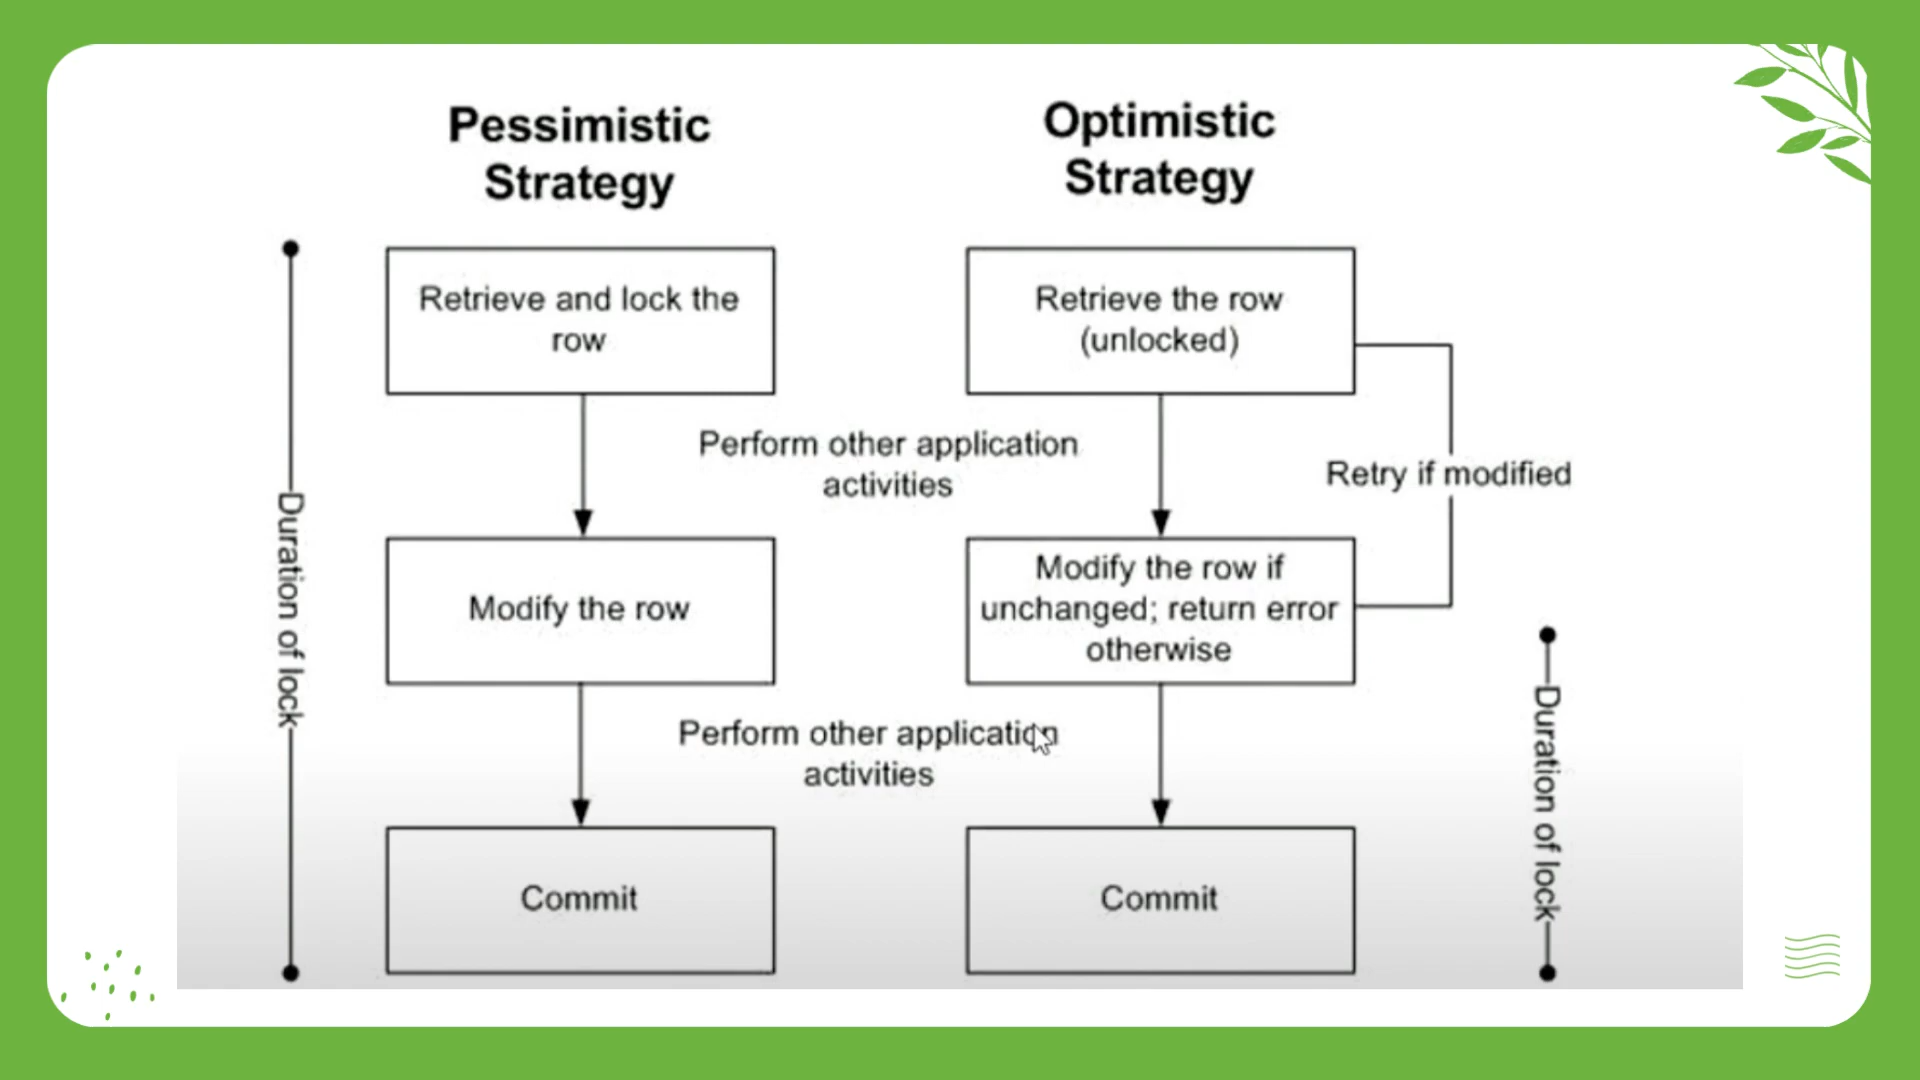 Pessimistic
Strategy
Optimistic
Strategy
Retrieve and lock the
row
Retrieve the row
(unlocked)
Perform other application
activities
Retry if modified
Duration of lock
Modify the row
Modify the row if
unchanged; return error
otherwise
Perform other application
activities
Duration of lock
Commit
Commit